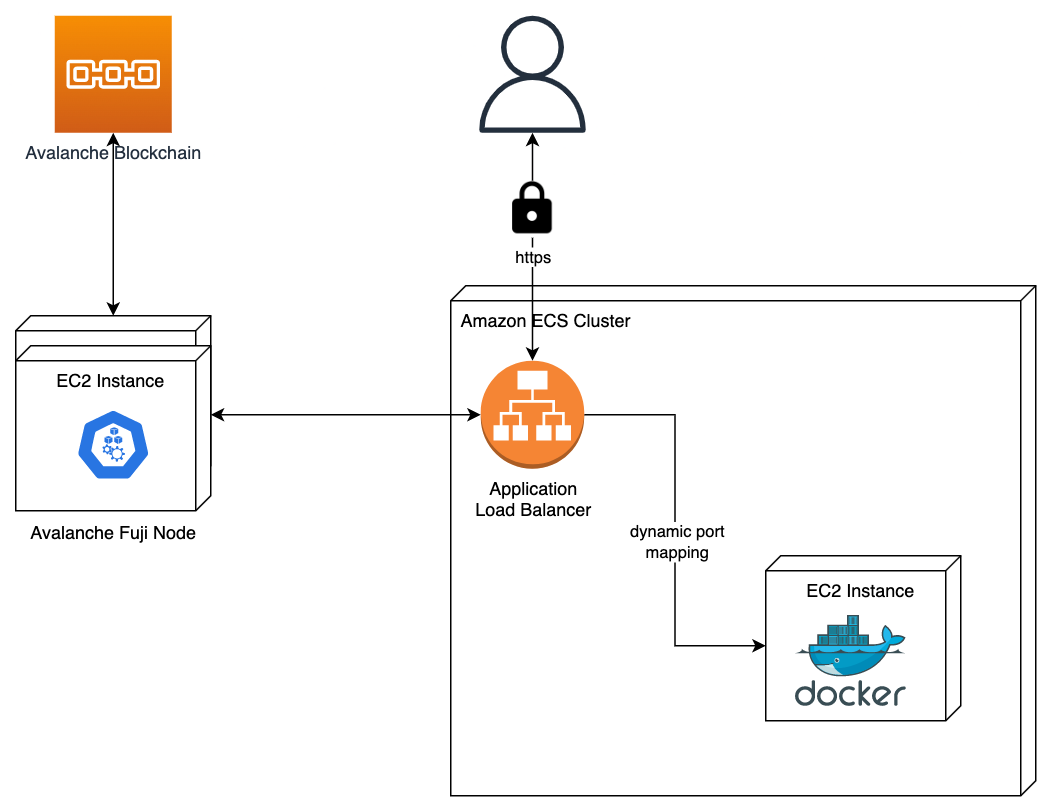 Avalanche Blockchain
https
Amazon ECS Cluster
EC2 Instance
Avalanche Fuji Node
Application
Load Balancer
dynamic port
mapping
EC2 Instance
docker